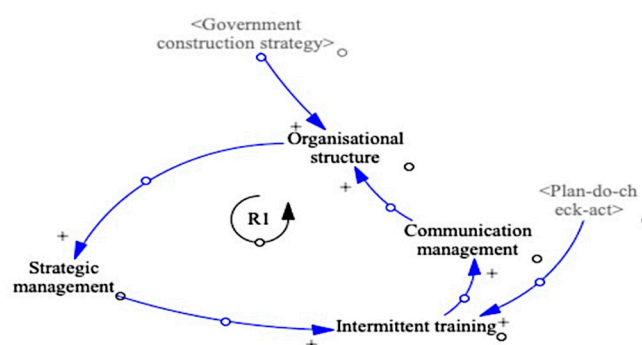 <Government
construction strategy>
+
Organisational
structure
+
<Plan-do-ch
eck-act>
R1
Communication
management
+
+
Strategic
management
+
Intermittent training
+